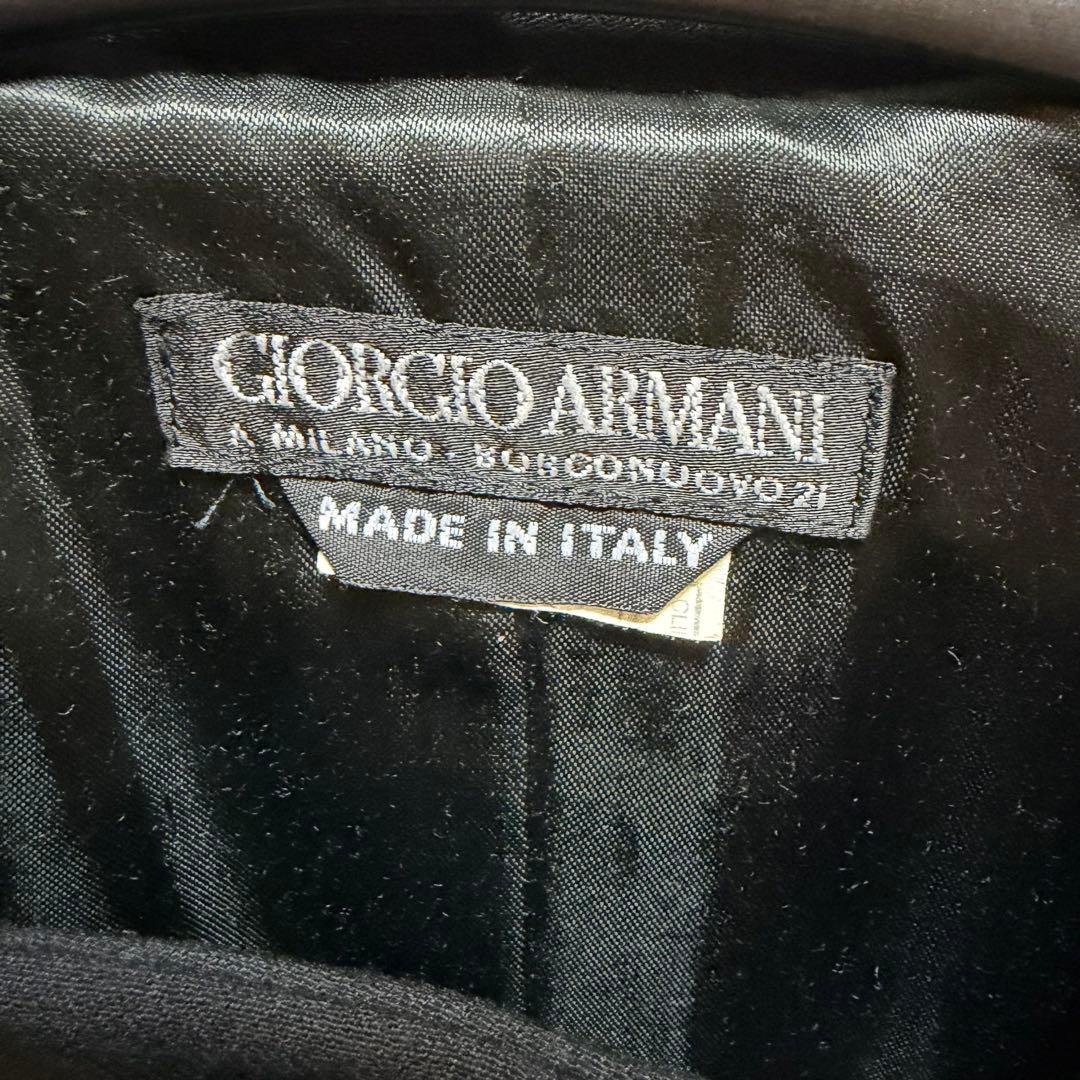 GIORGIO ARMANI
A MILANO · BORGONUOVO 21
MADE IN ITALY